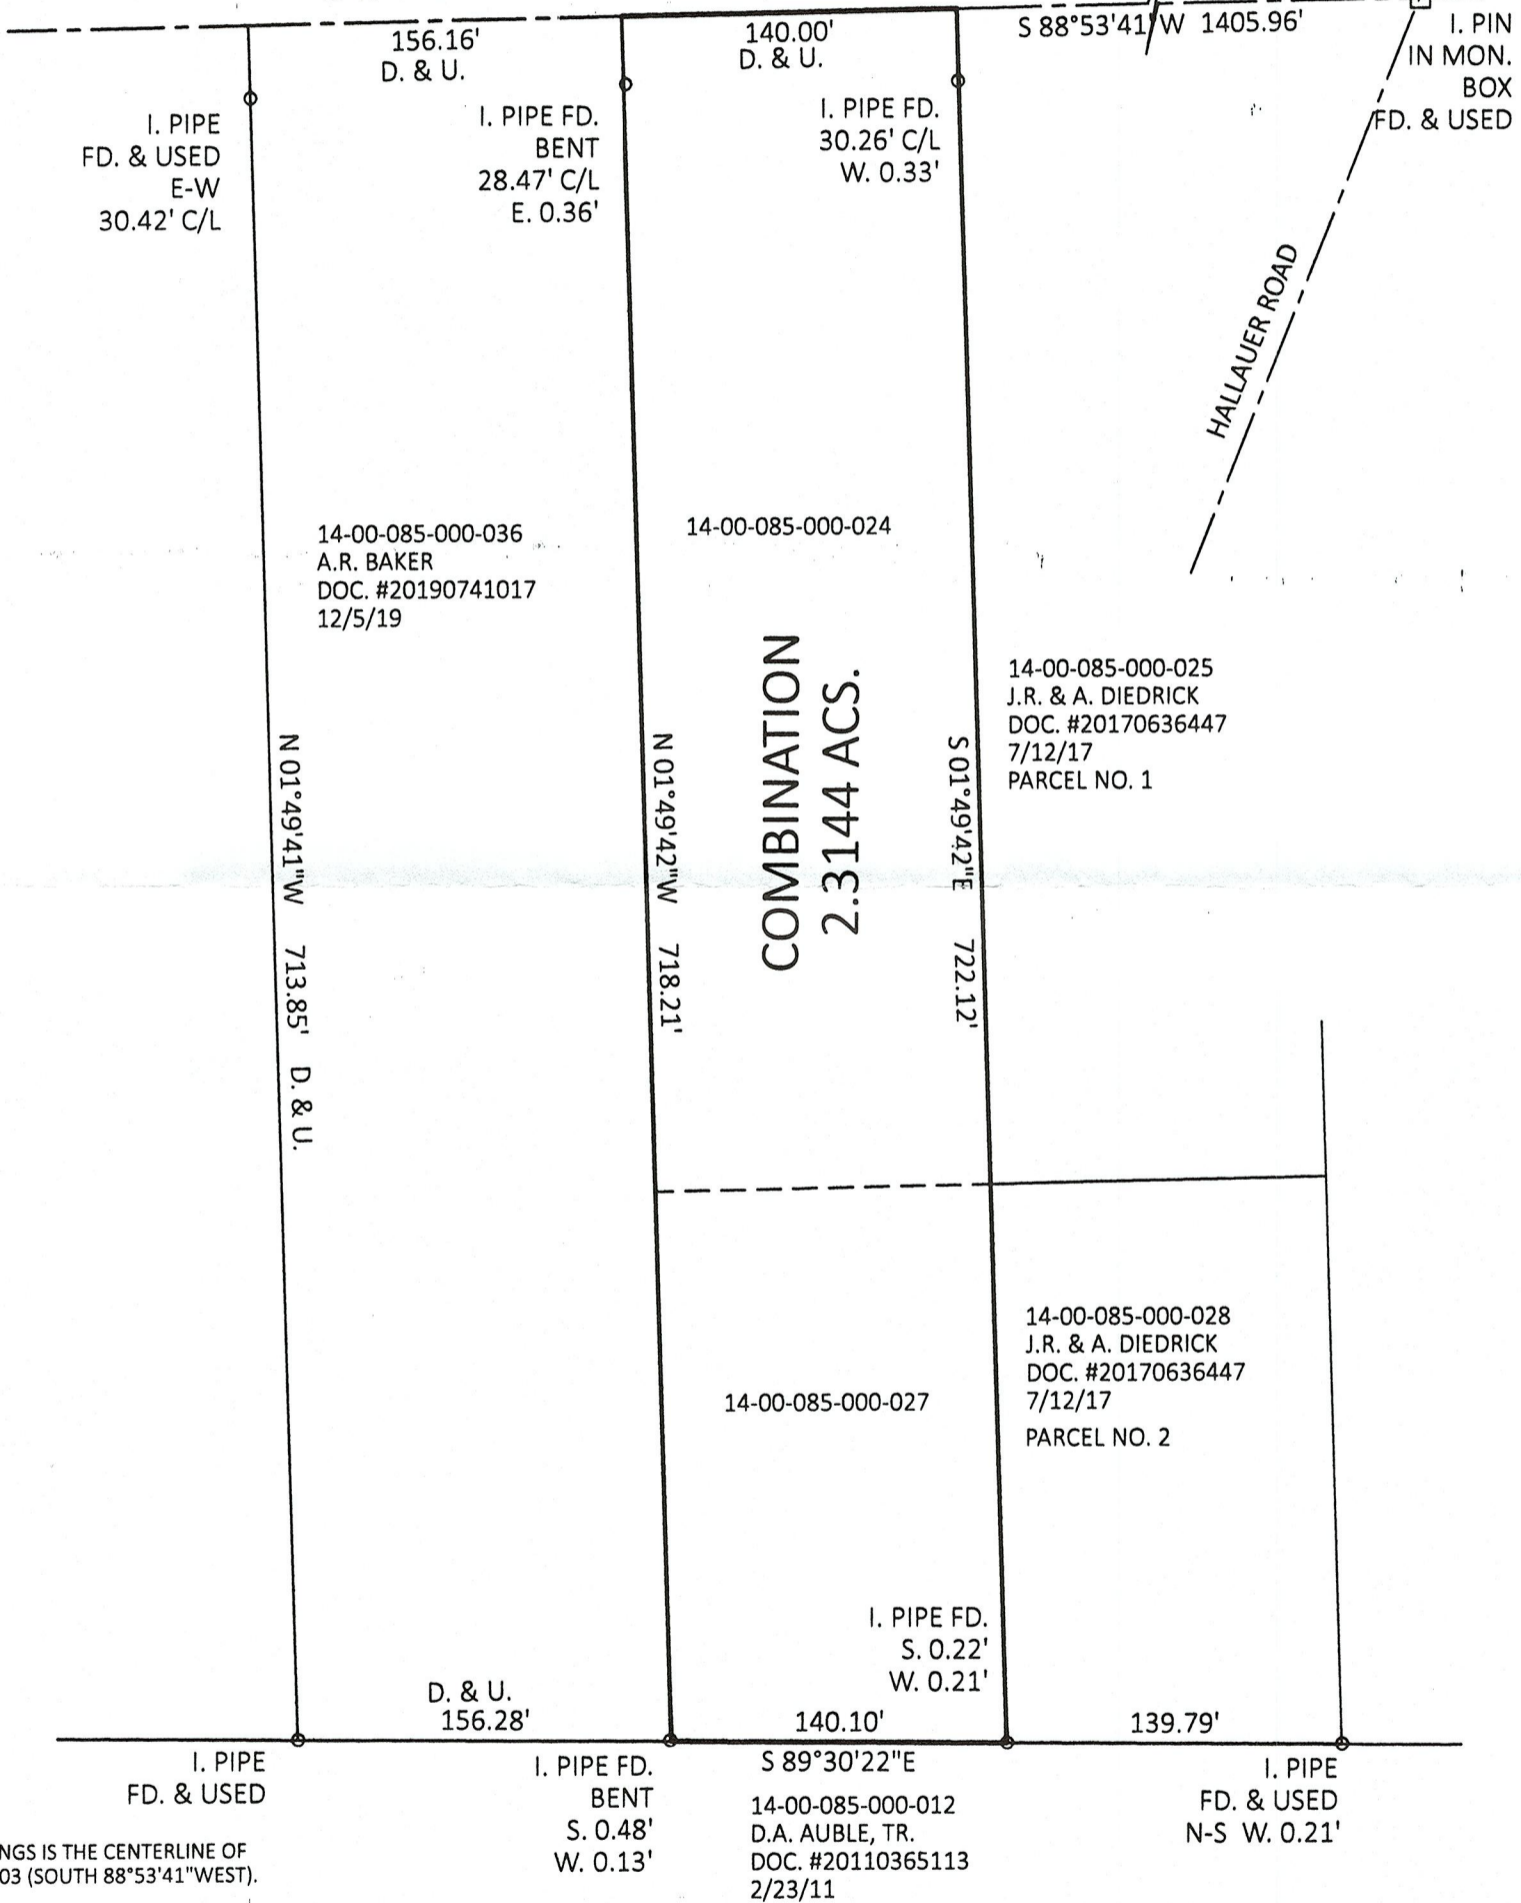 156.16'
D. & U.
140.00'
D. & U.
S 88°53'41"W 1405.96'
I. PIN
IN MON.
BOX
FD. & USED
I. PIPE
FD. & USED
E-W
30.42' C/L
I. PIPE FD.
BENT
28.47' C/L
E. 0.36'
I. PIPE FD.
30.26' C/L
W. 0.33'
HALLAUER ROAD
14-00-085-000-036
A.R. BAKER
DOC. #20190741017
12/5/19
14-00-085-000-024
COMBINATION
2.3144 ACS.
14-00-085-000-025
J.R. & A. DIEDRICK
DOC. #20170636447
7/12/17
PARCEL NO. 1
N 01°49'41"W 713.85' D. & U.
N 01°49'42"W 718.21'
S 01°49'42"E 722.12'
14-00-085-000-027
14-00-085-000-028
J.R. & A. DIEDRICK
DOC. #20170636447
7/12/17
PARCEL NO. 2
I. PIPE FD.
S. 0.22'
W. 0.21'
D. & U.
156.28'
140.10'
139.79'
I. PIPE
FD. & USED
I. PIPE FD.
BENT
S. 0.48'
W. 0.13'
S 89°30'22"E
14-00-085-000-012
D.A. AUBLE, TR.
DOC. #20110365113
2/23/11
I. PIPE
FD. & USED
N-S W. 0.21'
NGS IS THE CENTERLINE OF
03 (SOUTH 88°53'41"WEST).